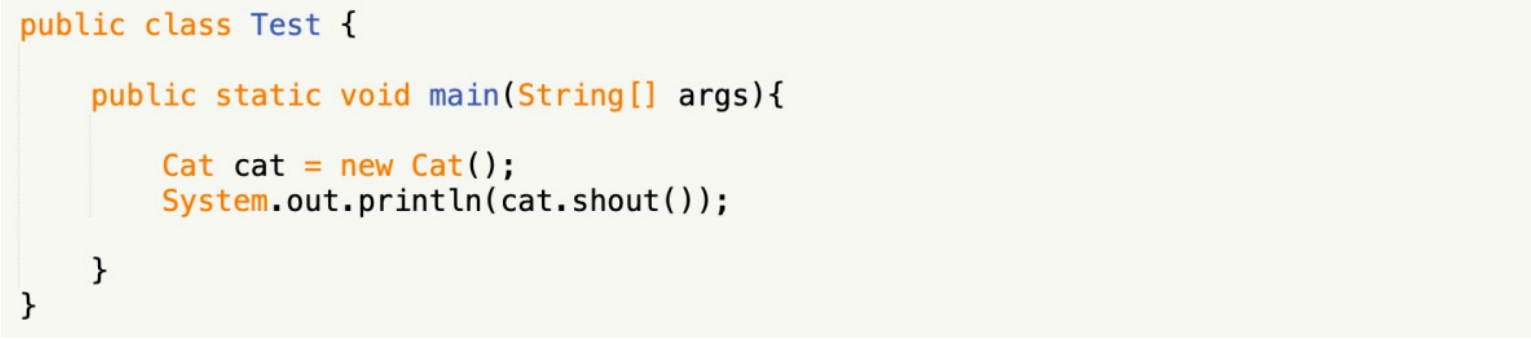 public class Test {
public static void main(String[] args){
Cat cat = new Cat();
System.out.println(cat.shout());
}
}